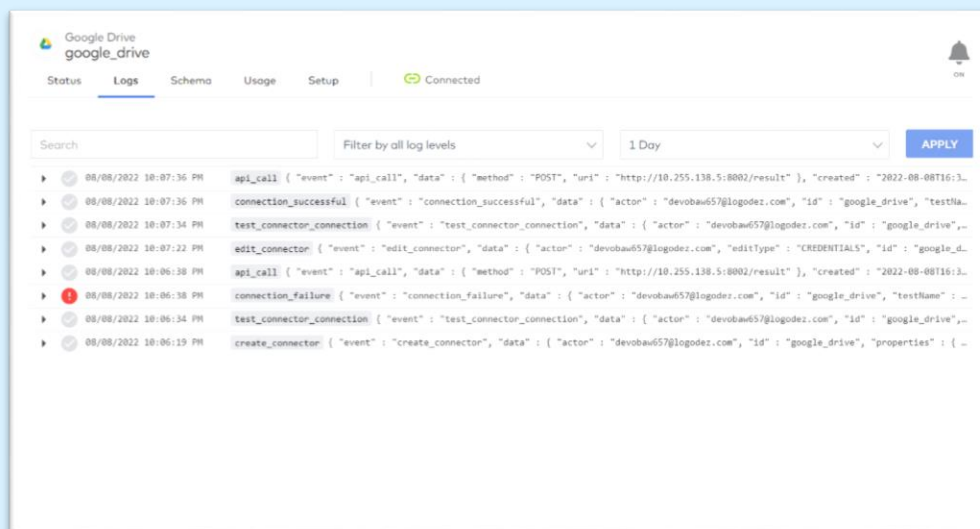 Google Drive
google_drive
ON
Status Logs Schema Usage Setup Connected
Search Filter by all log levels 1 Day APPLY
08/08/2022 10:07:36 PM api_call { "event" : "api_call", "data" : { "method" : "POST", "uri" : "http://10.255.138.5:8002/result" }, "created" : "2022-08-08T16:3…
08/08/2022 10:07:36 PM connection_successful { "event" : "connection_successful", "data" : { "actor" : "devobaw657@logodez.com", "id" : "google_drive", "testNa…
08/08/2022 10:07:34 PM test_connector_connection { "event" : "test_connector_connection", "data" : { "actor" : "devobaw657@logodez.com", "id" : "google_drive",…
08/08/2022 10:07:22 PM edit_connector { "event" : "edit_connector", "data" : { "actor" : "devobaw657@logodez.com", "editType" : "CREDENTIALS", "id" : "google_d…
08/08/2022 10:06:38 PM api_call { "event" : "api_call", "data" : { "method" : "POST", "uri" : "http://10.255.138.5:8002/result" }, "created" : "2022-08-08T16:3…
08/08/2022 10:06:38 PM connection_failure { "event" : "connection_failure", "data" : { "actor" : "devobaw657@logodez.com", "id" : "google_drive", "testName" : …
08/08/2022 10:06:34 PM test_connector_connection { "event" : "test_connector_connection", "data" : { "actor" : "devobaw657@logodez.com", "id" : "google_drive",…
08/08/2022 10:06:19 PM create_connector { "event" : "create_connector", "data" : { "actor" : "devobaw657@logodez.com", "id" : "google_drive", "properties" : { …